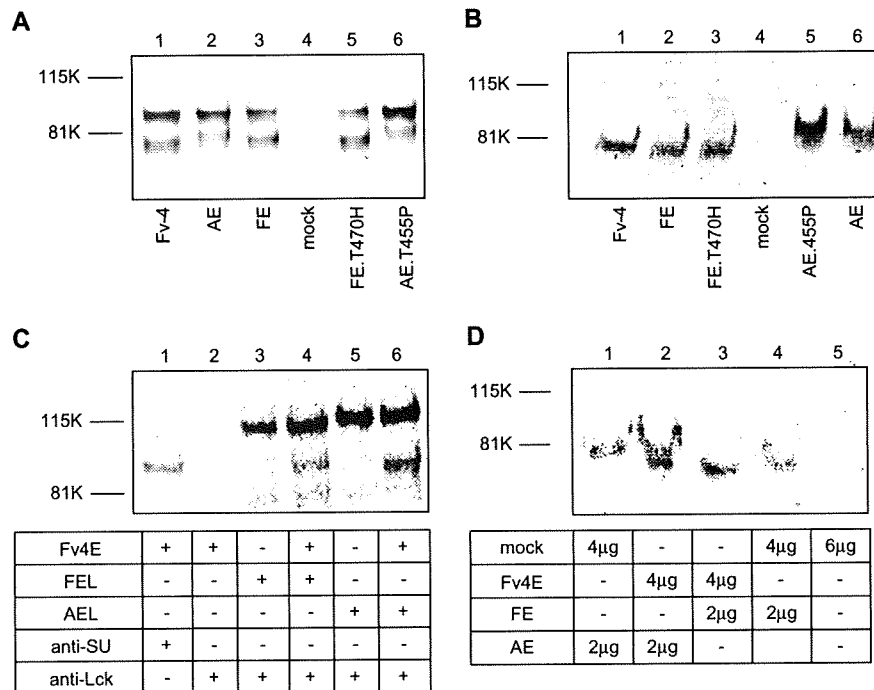 A
1 2 3 4 5 6
115K
81K
Fv-4 AE FE mock FE.T470H AE.T455P
B
1 2 3 4 5 6
115K
81K
Fv-4 FE FE.T470H mock AE.455P AE
C
1 2 3 4 5 6
115K
81K
Fv4E + + - + - +
FEL - - + + - -
AEL - - - - + +
anti-SU + - - - - -
anti-Lck - + + + + +
D
1 2 3 4 5
115K
81K
mock 4µg - - 4µg 6µg
Fv4E - 4µg 4µg - -
FE - - 2µg 2µg -
AE 2µg 2µg - -